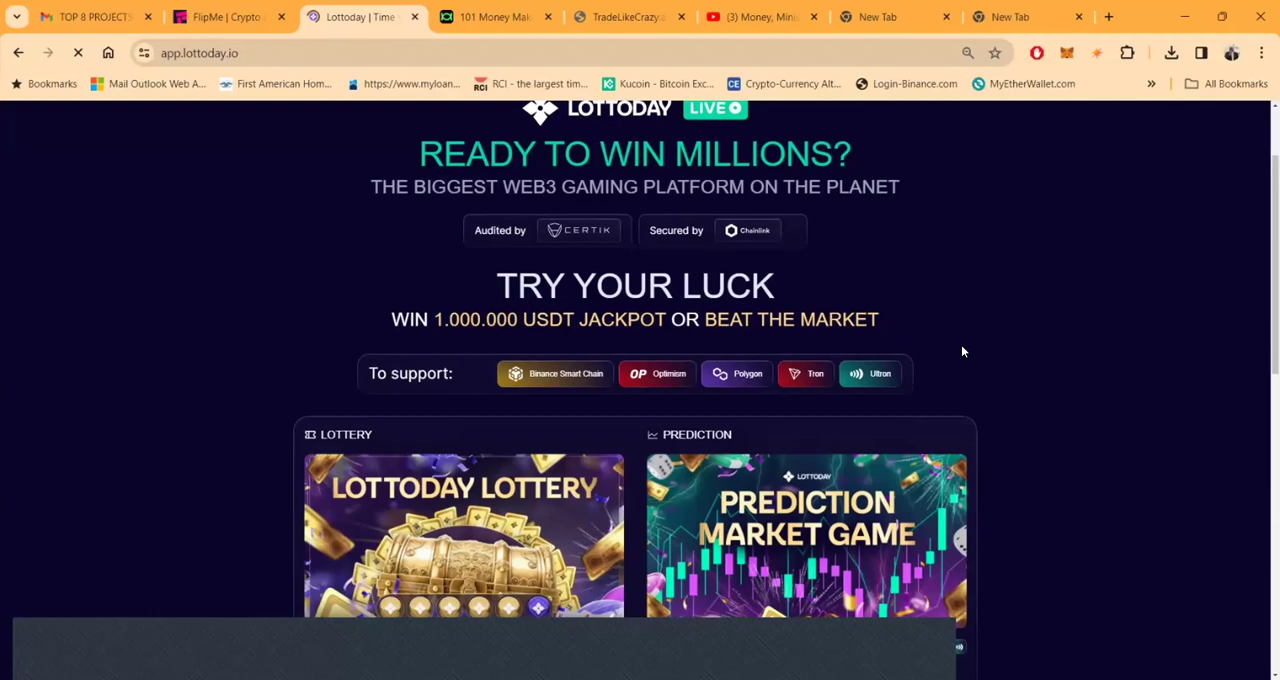 TOP 8 PROJECTS
FlipMe | Crypto
Lottoday | Time
101 Money Mak
TradeLikeCrazy.a
(3) Money, Mini
New Tab
New Tab
app.lottoday.io
Bookmarks
Mail Outlook Web A...
First American Hom...
https://www.myloan...
RCI - the largest tim...
Kucoin - Bitcoin Exc...
Crypto-Currency Alt...
Login-Binance.com
MyEtherWallet.com
All Bookmarks
LOTTODAY LIVE
READY TO WIN MILLIONS?
THE BIGGEST WEB3 GAMING PLATFORM ON THE PLANET
Audited by CERTIK Secured by Chainlink
TRY YOUR LUCK
WIN 1.000.000 USDT JACKPOT OR BEAT THE MARKET
To support: Binance Smart Chain OP Optimism Polygon Tron Ultron
LOTTERY
LOTTODAY LOTTERY
PREDICTION
LOTTODAY
PREDICTION
MARKET GAME